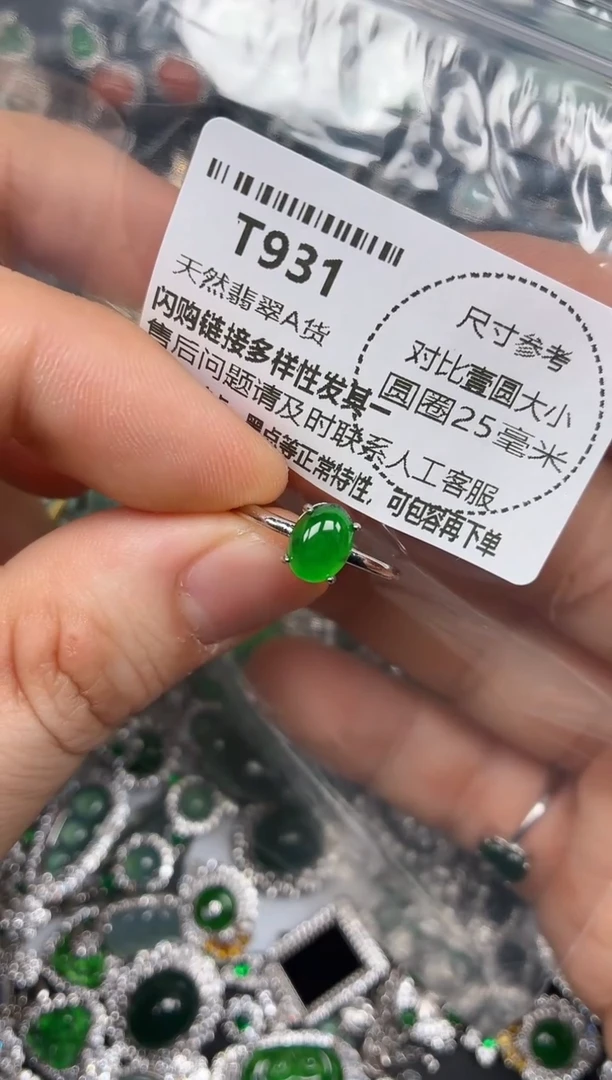 T931
天然翡翠A货
闪购链接多样性发其一
售后问题请及时联系人工客服
黑点等正常特性，可包容再下单
尺寸参考
对比壹圆大小
圆圈25毫米